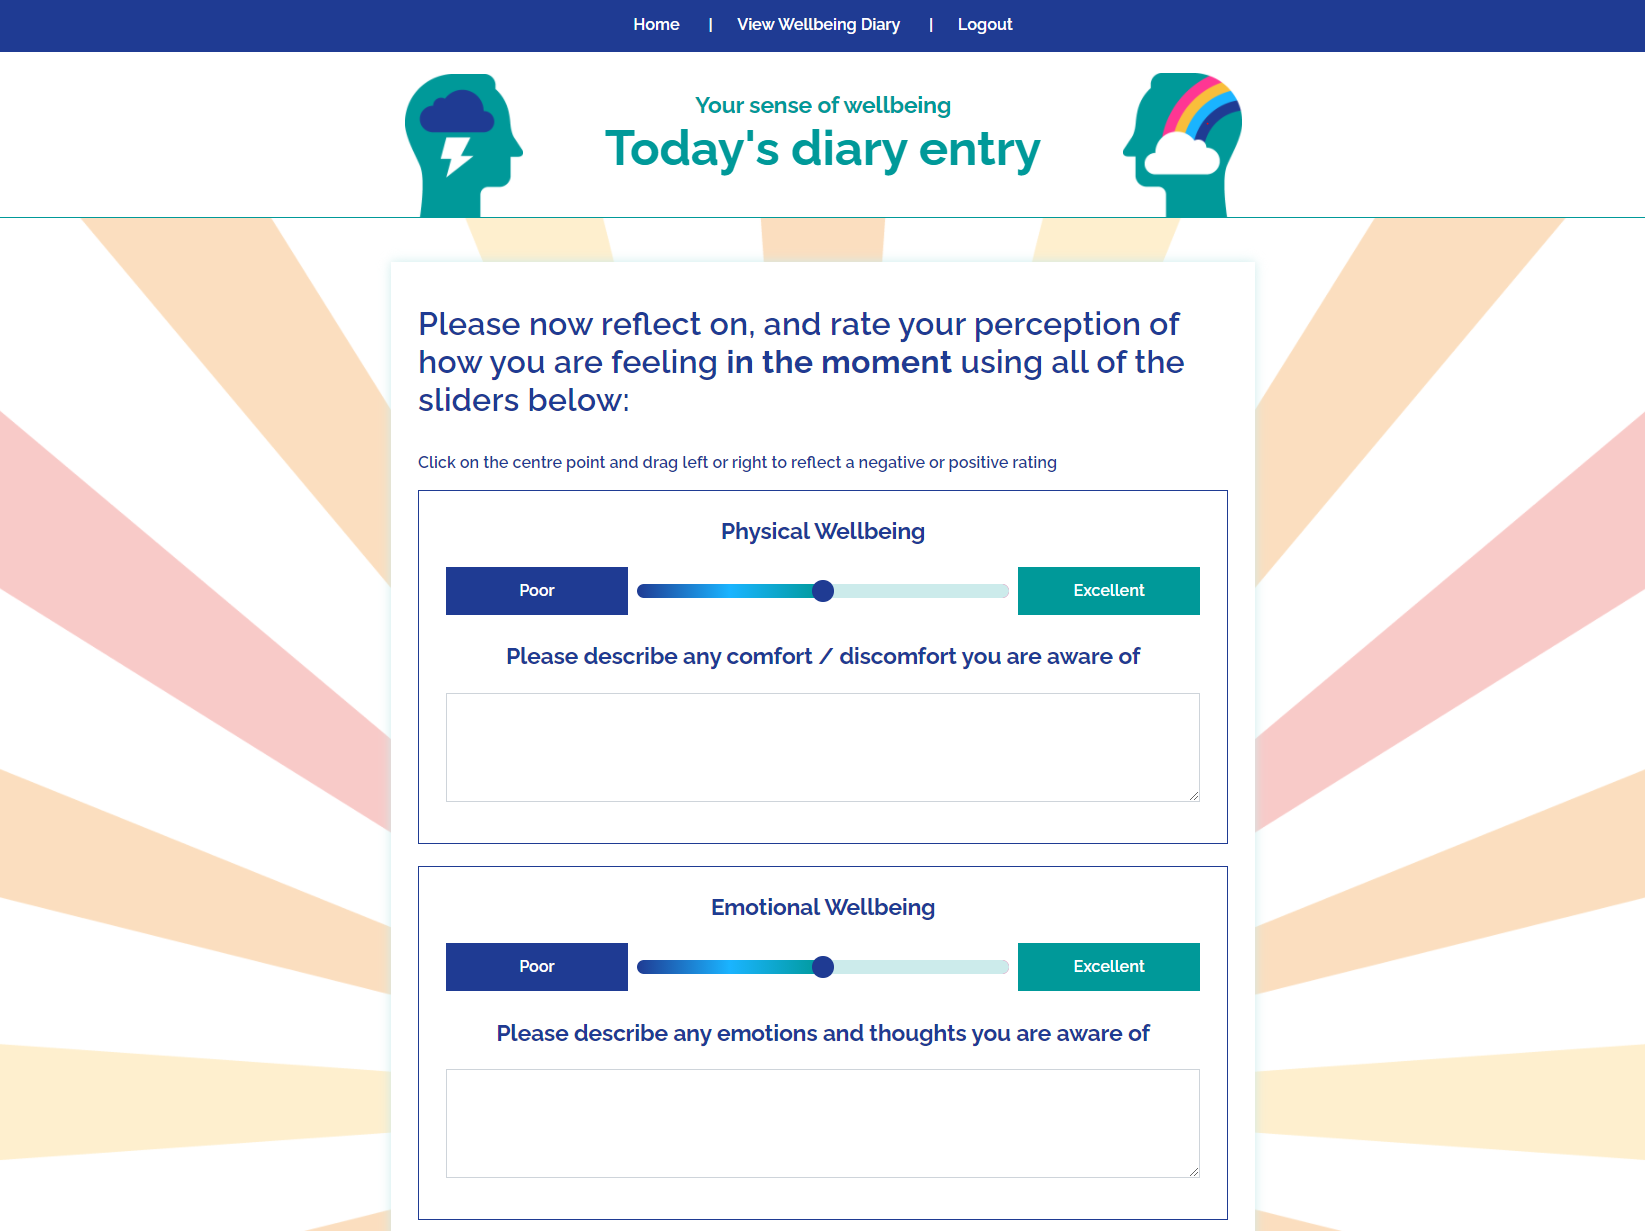 Home | View Wellbeing Diary | Logout
Your sense of wellbeing
Today's diary entry
Please now reflect on, and rate your perception of
how you are feeling in the moment using all of the
sliders below:
Click on the centre point and drag left or right to reflect a negative or positive rating
Physical Wellbeing
Poor Excellent
Please describe any comfort / discomfort you are aware of
Emotional Wellbeing
Poor Excellent
Please describe any emotions and thoughts you are aware of